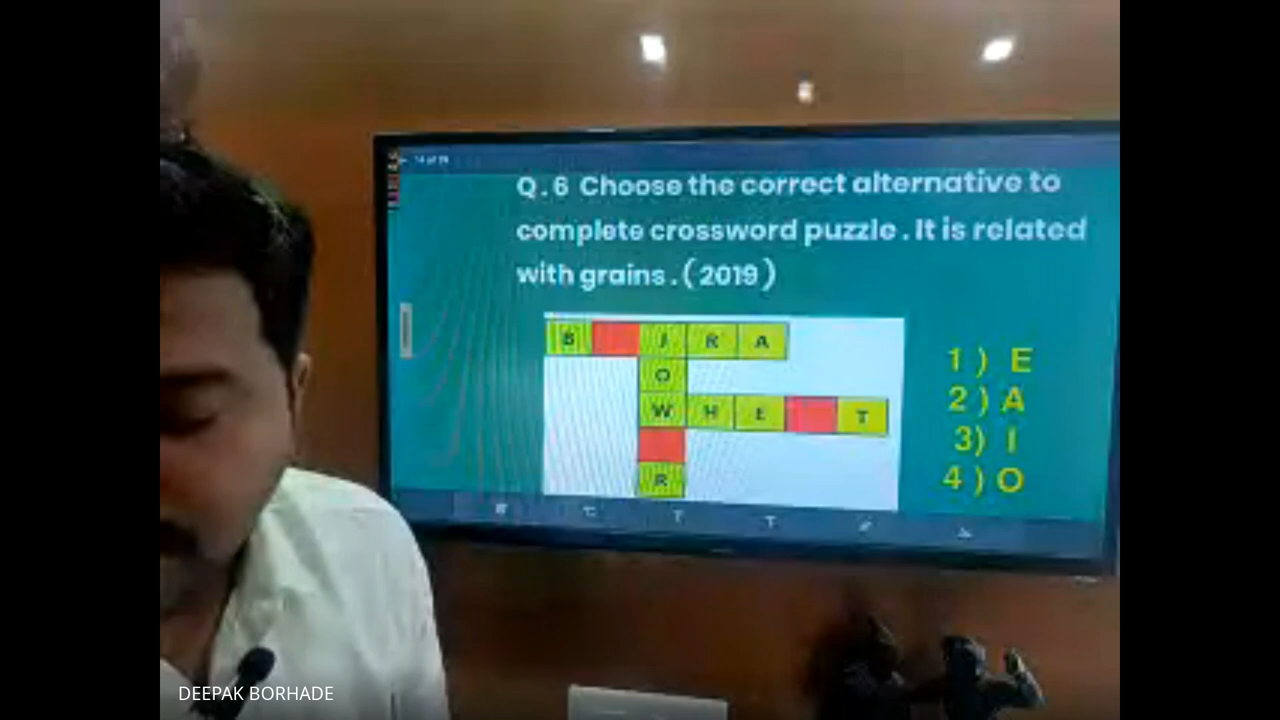 Q.6 Choose the correct alternative to
complete crossword puzzle. It is related
with grains. (2019)
B J R A
O
W H E T
R
1) E
2) A
3) I
4) O
DEEPAK BORHADE